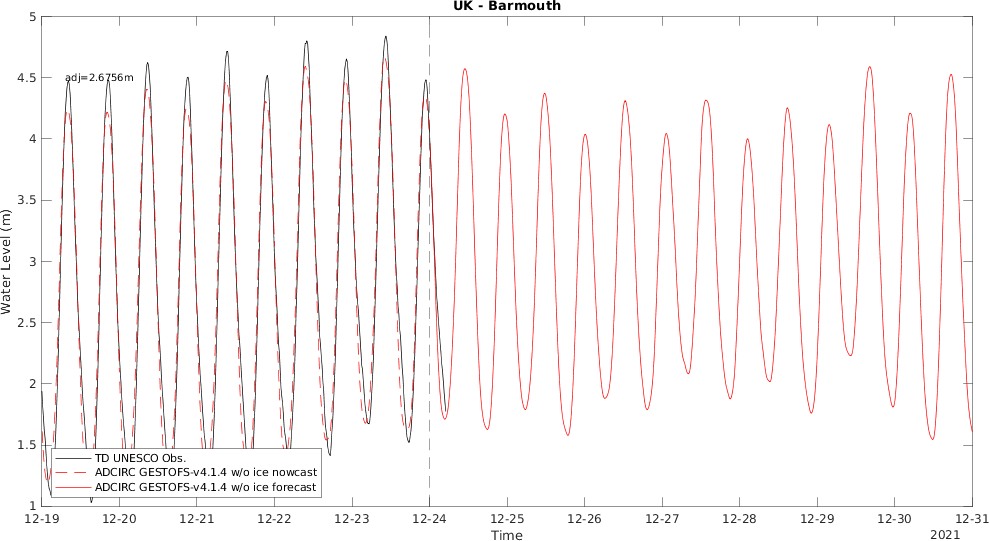 UK - Barmouth
5
4.5
4
3.5
3
2.5
2
1.5
1
Water Level (m)
adj=2.6756m
TD UNESCO Obs.
ADCIRC GESTOFS-v4.1.4 w/o ice nowcast
ADCIRC GESTOFS-v4.1.4 w/o ice forecast
12-19 12-20 12-21 12-22 12-23 12-24 12-25 12-26 12-27 12-28 12-29 12-30 12-31
Time
2021